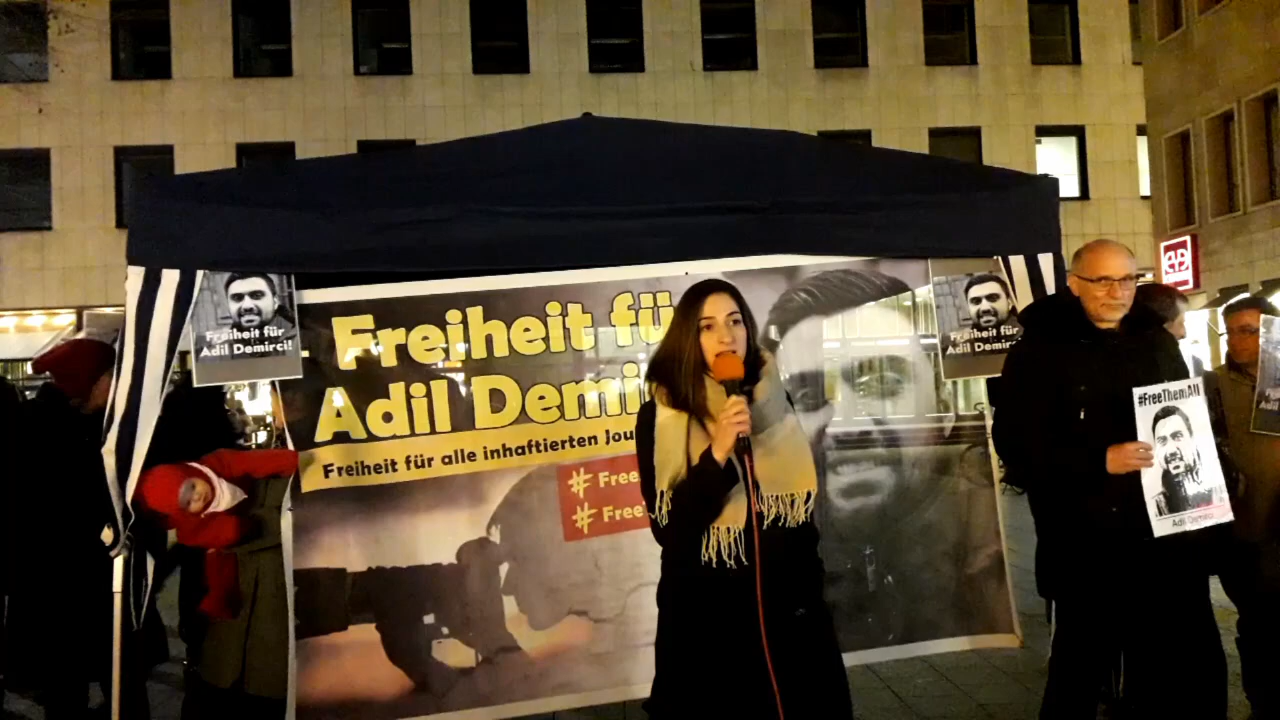 Freiheit für
Adil Demirci!
Freiheit fü
Adil Demi
Freiheit für alle inhaftierten Jou
# Free
# Free
Freiheit für
Adil Demirci!
#FreeThemAll
Adil Demirci